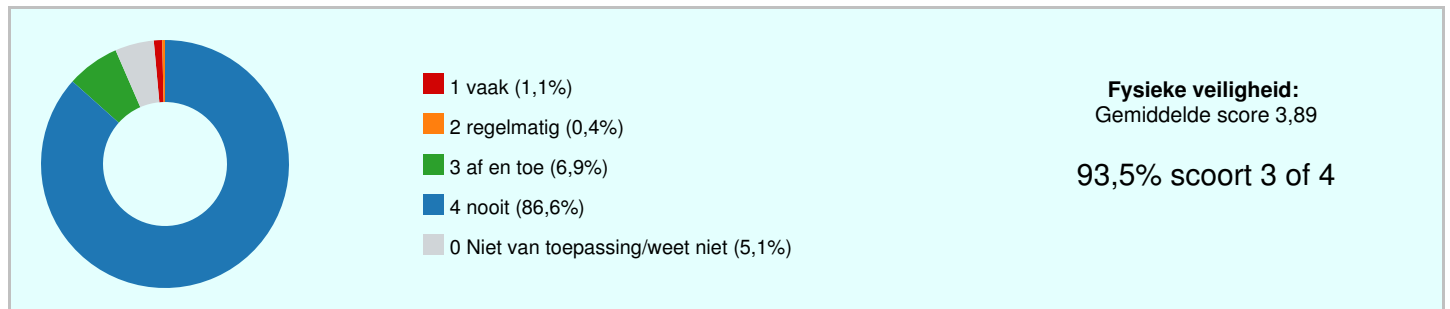 1 vaak (1,1%)
2 regelmatig (0,4%)
3 af en toe (6,9%)
4 nooit (86,6%)
0 Niet van toepassing/weet niet (5,1%)
Fysieke veiligheid:
Gemiddelde score 3,89
93,5% scoort 3 of 4